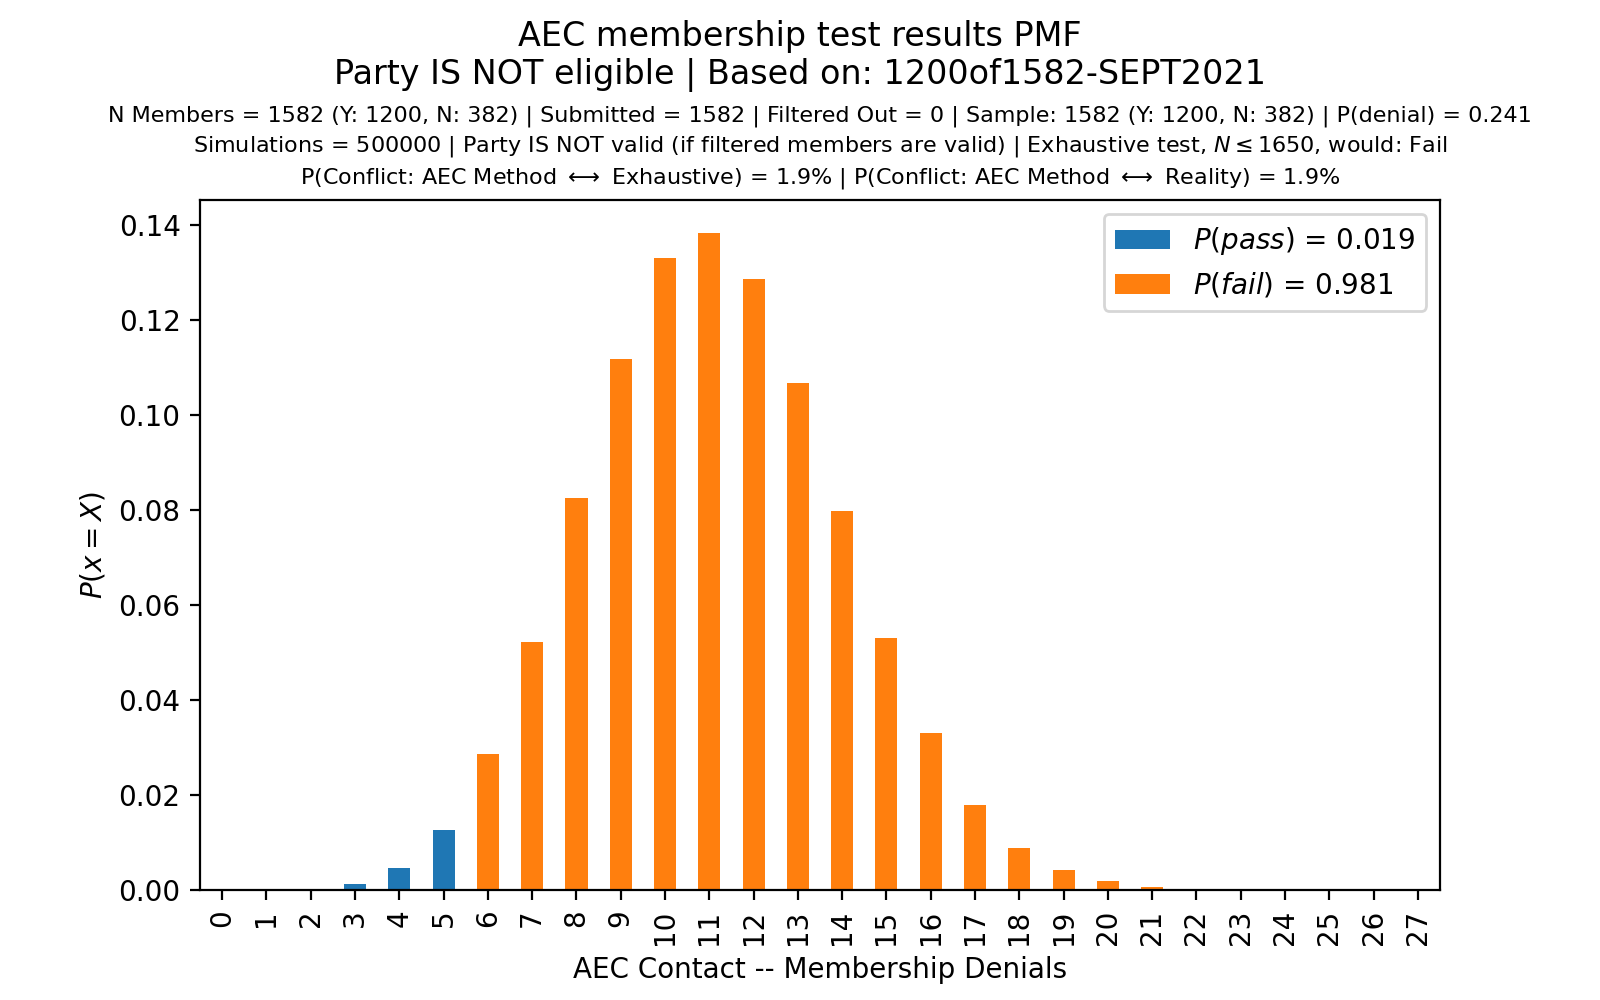 AEC membership test results PMF
Party IS NOT eligible | Based on: 1200of1582-SEPT2021
N Members = 1582 (Y: 1200, N: 382) | Submitted = 1582 | Filtered Out = 0 | Sample: 1582 (Y: 1200, N: 382) | P(denial) = 0.241
Simulations = 500000 | Party IS NOT valid (if filtered members are valid) | Exhaustive test, N ≤ 1650, would: Fail
P(Conflict: AEC Method ⟷ Exhaustive) = 1.9% | P(Conflict: AEC Method ⟷ Reality) = 1.9%
P(pass) = 0.019
P(fail) = 0.981
0.14
0.12
0.10
0.08
0.06
0.04
0.02
0.00
P(x = X)
0 1 2 3 4 5 6 7 8 9 10 11 12 13 14 15 16 17 18 19 20 21 22 23 24 25 26 27
AEC Contact -- Membership Denials